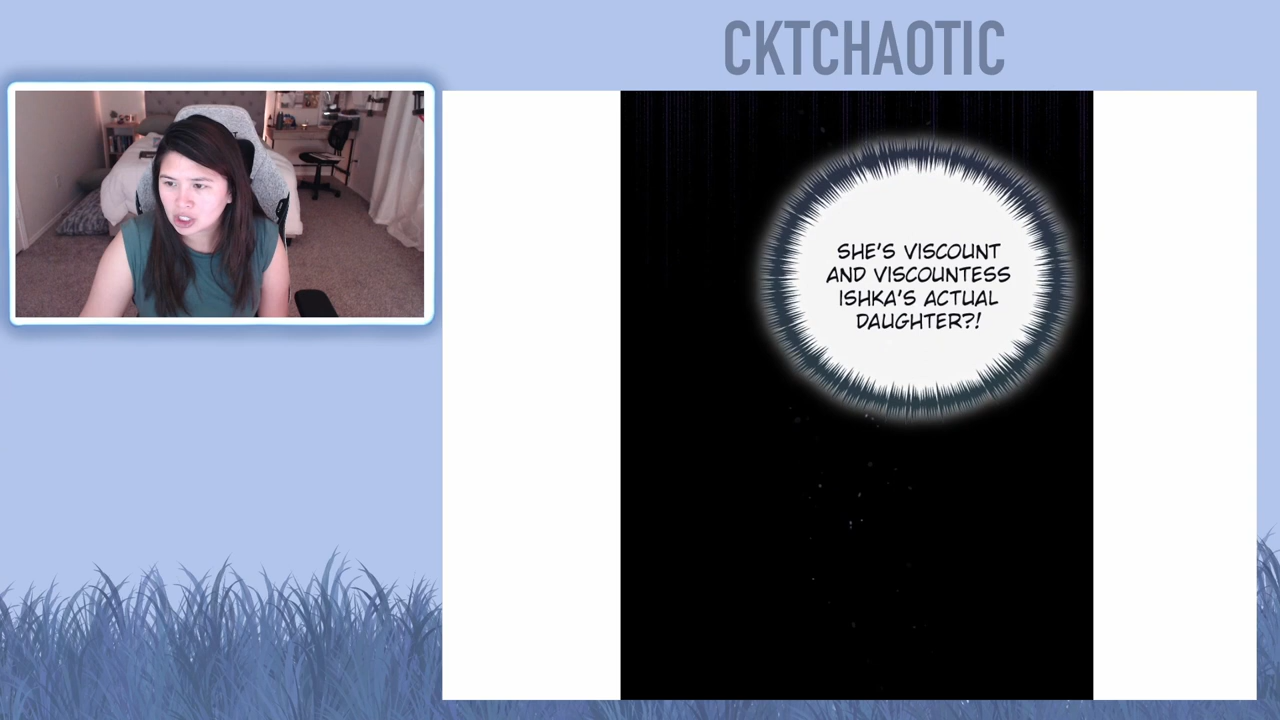 CKTCHAOTIC
SHE'S VISCOUNT
AND VISCOUNTESS
ISHKA'S ACTUAL
DAUGHTER?!